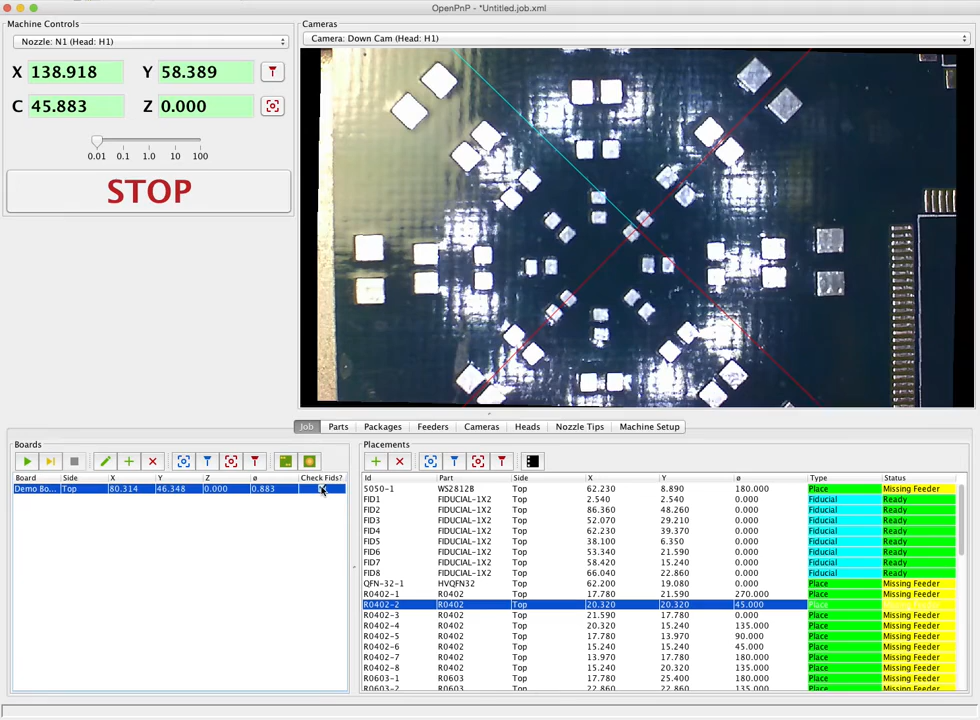 OpenPnP - *Untitled.job.xml
Machine Controls
Nozzle: N1 (Head: H1)
X 138.918 Y 58.389
C 45.883 Z 0.000
0.01 0.1 1.0 10 100
STOP
Cameras
Camera: Down Cam (Head: H1)
Job Parts Packages Feeders Cameras Heads Nozzle Tips Machine Setup
Boards
Board Side X Y Z ø Check Fids?
Demo Bo... Top 80.314 46.348 0.000 0.883
Placements
Id Part Side X Y ø Type Status
5050-1 WS2812B Top 62.230 8.890 180.000 Place Missing Feeder
FID1 FIDUCIAL-1X2 Top 2.540 2.540 0.000 Fiducial Ready
FID2 FIDUCIAL-1X2 Top 86.360 48.260 0.000 Fiducial Ready
FID3 FIDUCIAL-1X2 Top 52.070 29.210 0.000 Fiducial Ready
FID4 FIDUCIAL-1X2 Top 62.230 39.370 0.000 Fiducial Ready
FID5 FIDUCIAL-1X2 Top 38.100 6.350 0.000 Fiducial Ready
FID6 FIDUCIAL-1X2 Top 53.340 21.590 0.000 Fiducial Ready
FID7 FIDUCIAL-1X2 Top 58.420 15.240 0.000 Fiducial Ready
FID8 FIDUCIAL-1X2 Top 66.040 22.860 0.000 Fiducial Ready
QFN-32-1 HVQFN32 Top 62.200 19.080 0.000 Place Missing Feeder
R0402-1 R0402 Top 17.780 21.590 270.000 Place Missing Feeder
R0402-2 R0402 Top 20.320 20.320 45.000 Place
R0402-3 R0402 Top 21.590 17.780 0.000 Place Missing Feeder
R0402-4 R0402 Top 20.320 15.240 135.000 Place Missing Feeder
R0402-5 R0402 Top 17.780 13.970 90.000 Place Missing Feeder
R0402-6 R0402 Top 15.240 15.240 45.000 Place Missing Feeder
R0402-7 R0402 Top 13.970 17.780 180.000 Place Missing Feeder
R0402-8 R0402 Top 15.240 20.320 135.000 Place Missing Feeder
R0603-1 R0603 Top 17.780 25.400 180.000 Place Missing Feeder
R0603-2 R0603 Top 22.860 22.860 135.000 Place Missing Feeder